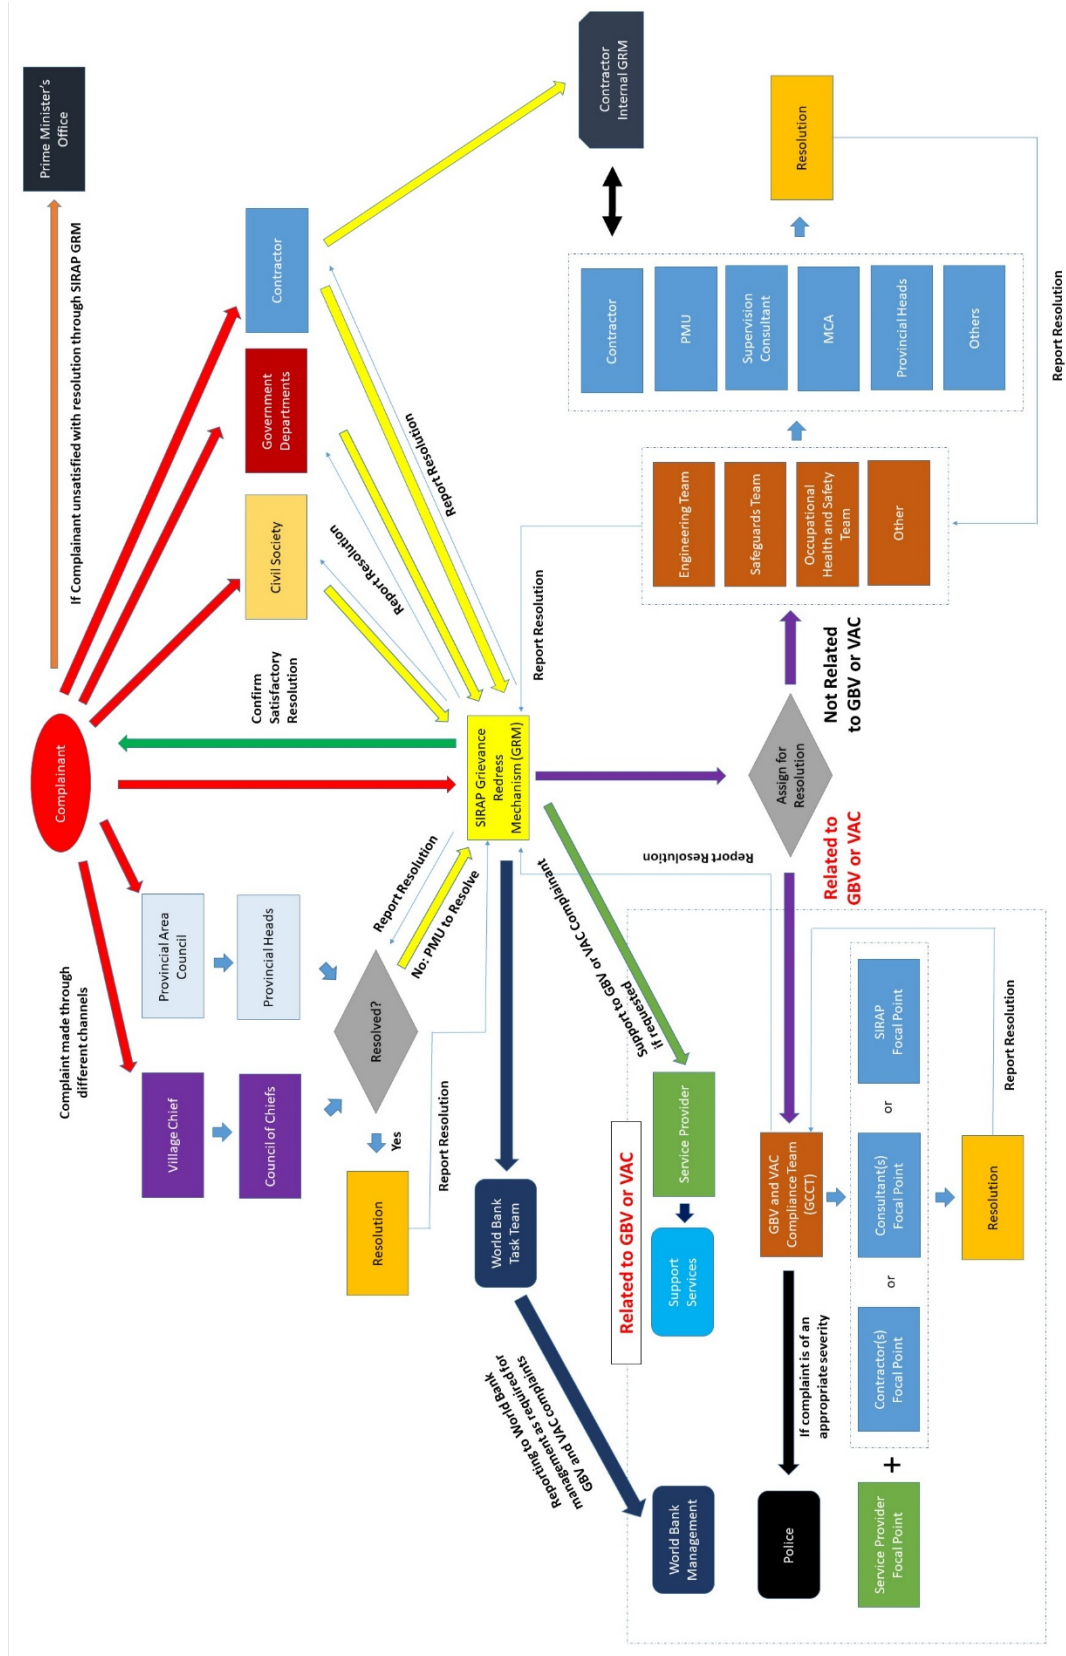 Complainant
Prime Minister's
Office
If Complainant unsatisfied with resolution through SIRAP GRM
Complaint made through
different channels
Village Chief
Council of Chiefs
Provincial Area
Council
Provincial Heads
Civil Society
Government
Departments
Contractor
Resolved?
Yes
Resolution
Report Resolution
No: PMU to Resolve
Report Resolution
Confirm
Satisfactory
Resolution
Report Resolution
Report Resolution
SIRAP Grievance
Redress
Mechanism (GRM)
Contractor
Internal GRM
World Bank
Task Team
Reporting to World Bank
management as required for
GBV and VAC complaints
World Bank
Management
Related to GBV or VAC
Support to GBV or VAC Complainant
if requested
Service Provider
Support
Services
Report Resolution
Report Resolution
Assign for
Resolution
Related to
GBV or VAC
Not Related
to GBV or VAC
GBV and VAC
Compliance Team
(GCCT)
If complaint is of an
appropriate severity
Police
Service Provider
Focal Point
+
Contractor(s)
Focal Point
or
Consultant(s)
Focal Point
or
SIRAP
Focal Point
Resolution
Report Resolution
Engineering Team
Safeguards Team
Occupational
Health and Safety
Team
Other
Contractor
PMU
Supervision
Consultant
MCA
Provincial Heads
Others
Resolution
Report Resolution